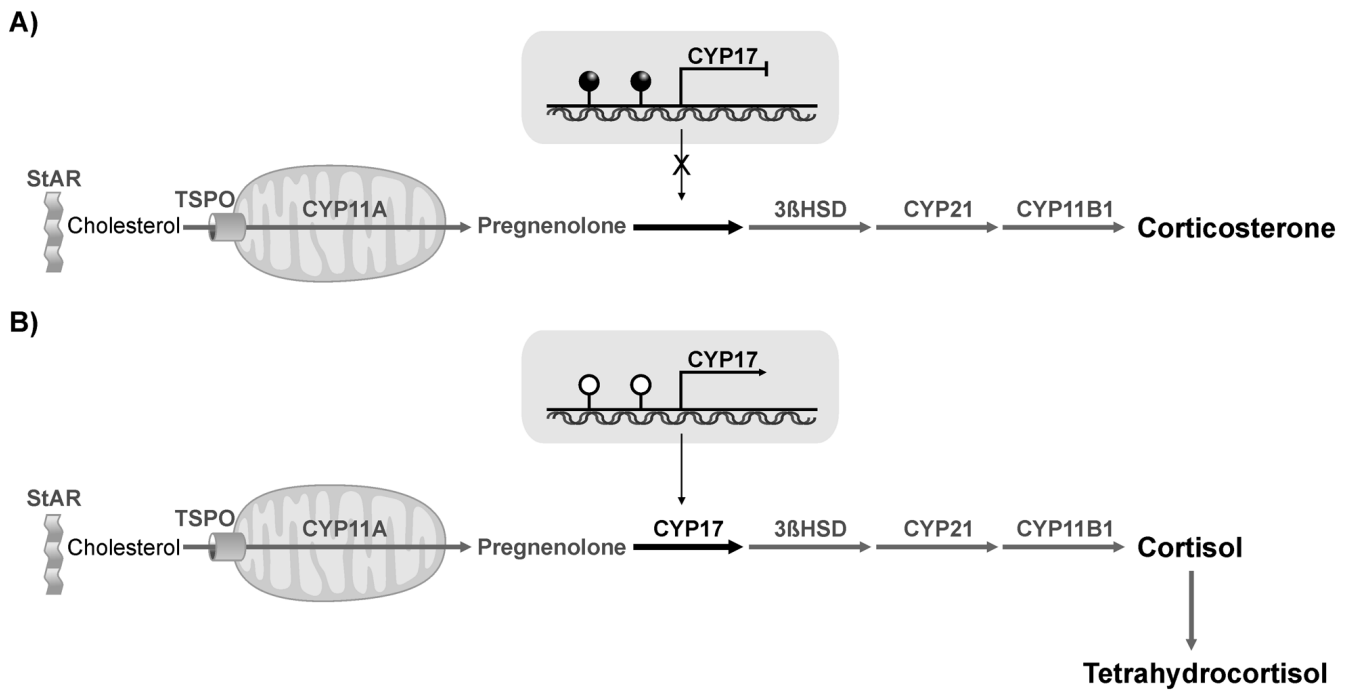 A)
CYP17
X
StAR
TSPO
CYP11A
3ßHSD
CYP21
CYP11B1
Cholesterol
Pregnenolone
Corticosterone
B)
CYP17
StAR
TSPO
CYP11A
CYP17
3ßHSD
CYP21
CYP11B1
Cholesterol
Pregnenolone
Cortisol
Tetrahydrocortisol